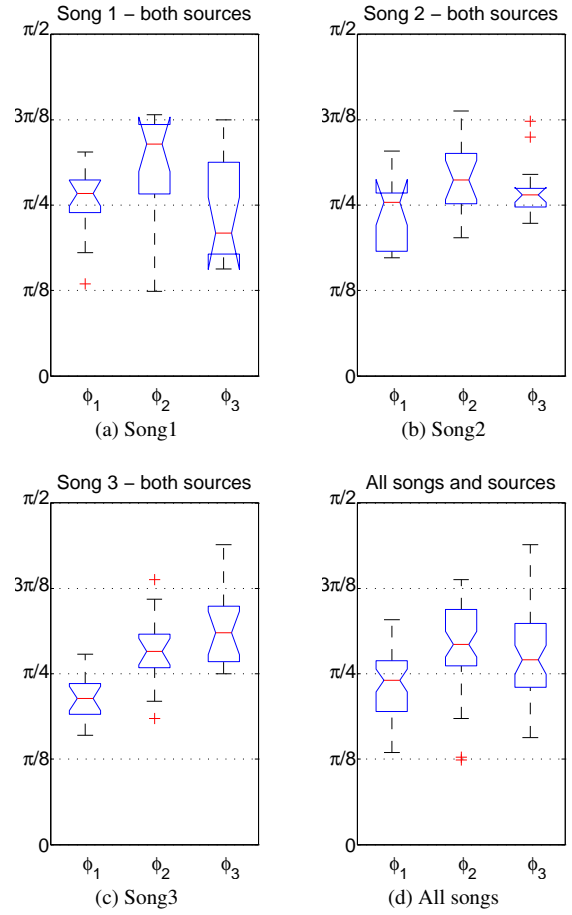 Song 1 – both sources
π/2
3π/8
π/4
π/8
0
ϕ1 ϕ2 ϕ3
(a) Song1
Song 2 – both sources
π/2
3π/8
π/4
π/8
0
ϕ1 ϕ2 ϕ3
(b) Song2
Song 3 – both sources
π/2
3π/8
π/4
π/8
0
ϕ1 ϕ2 ϕ3
(c) Song3
All songs and sources
π/2
3π/8
π/4
π/8
0
ϕ1 ϕ2 ϕ3
(d) All songs